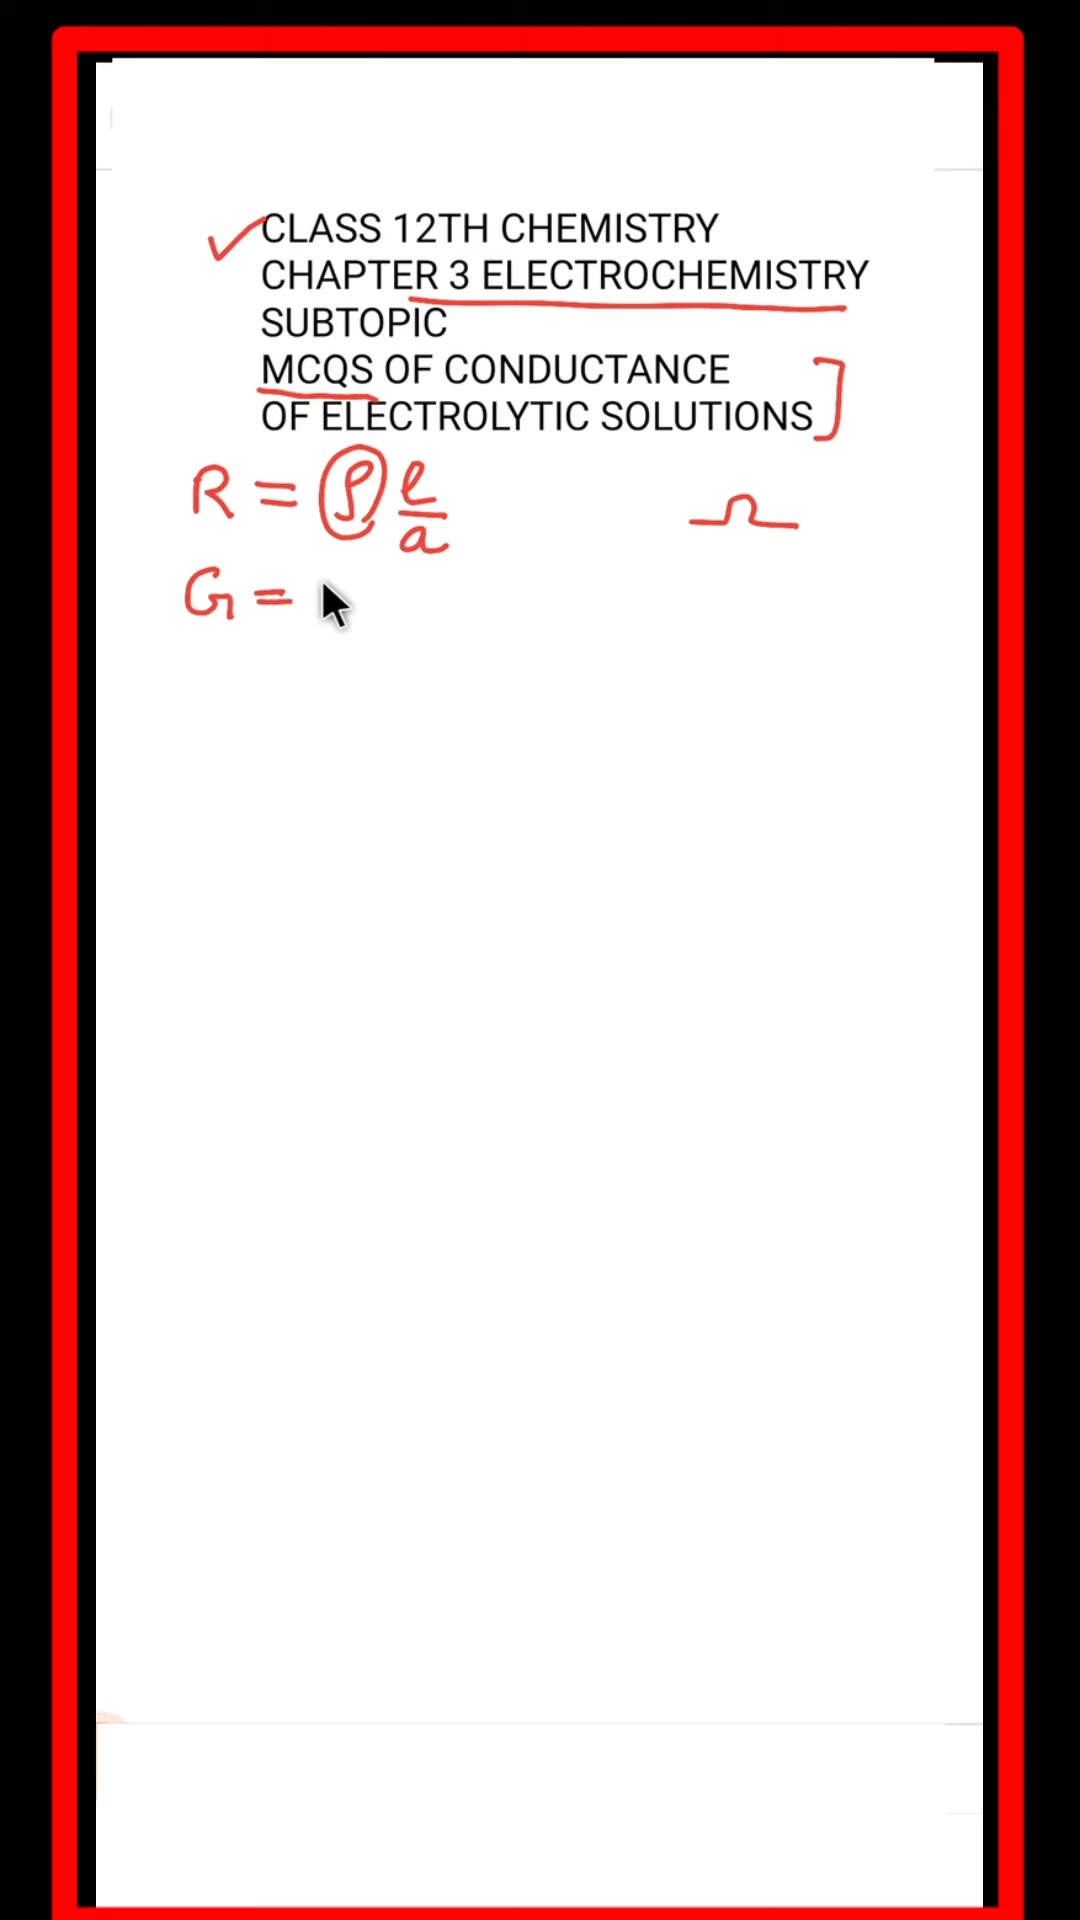 CLASS 12TH CHEMISTRY
CHAPTER 3 ELECTROCHEMISTRY
SUBTOPIC
MCQS OF CONDUCTANCE
OF ELECTROLYTIC SOLUTIONS
R = ρ l/a Ω
G =